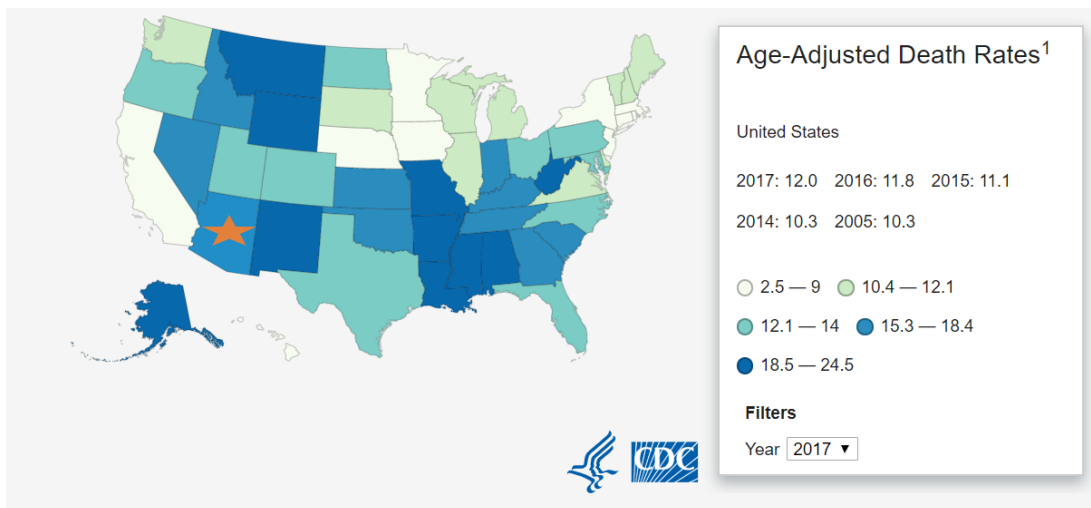 Age-Adjusted Death Rates1
United States
2017: 12.0 2016: 11.8 2015: 11.1
2014: 10.3 2005: 10.3
2.5 — 9 10.4 — 12.1
12.1 — 14 15.3 — 18.4
18.5 — 24.5
Filters
Year 2017
CDC